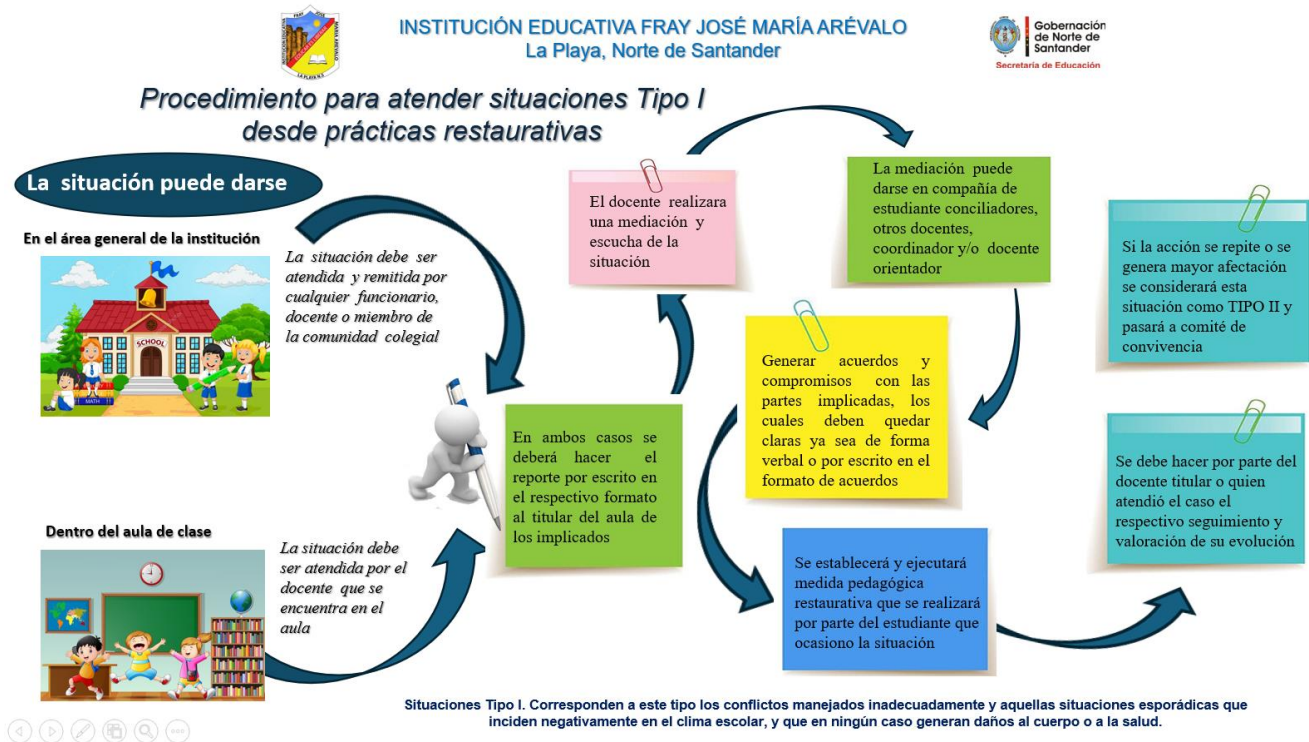 INSTITUCIÓN EDUCATIVA FRAY JOSÉ MARÍA ARÉVALO
La Playa, Norte de Santander
Gobernación
de Norte de
Santander
Secretaría de Educación
Procedimiento para atender situaciones Tipo I
desde prácticas restaurativas
La situación puede darse
En el área general de la institución
SCHOOL
MATH
La situación debe ser
atendida y remitida por
cualquier funcionario,
docente o miembro de
la comunidad colegial
Dentro del aula de clase
La situación debe
ser atendida por el
docente que se
encuentra en el
aula
En ambos casos se
deberá hacer el
reporte por escrito en
el respectivo formato
al titular del aula de
los implicados
El docente realizara
una mediación y
escucha de la
situación
La mediación puede
darse en compañía de
estudiante conciliadores,
otros docentes,
coordinador y/o docente
orientador
Generar acuerdos y
compromisos con las
partes implicadas, los
cuales deben quedar
claras ya sea de forma
verbal o por escrito en el
formato de acuerdos
Se establecerá y ejecutará
medida pedagógica
restaurativa que se realizará
por parte del estudiante que
ocasiono la situación
Se debe hacer por parte del
docente titular o quien
atendió el caso el
respectivo seguimiento y
valoración de su evolución
Si la acción se repite o se
genera mayor afectación
se considerará esta
situación como TIPO II y
pasará a comité de
convivencia
Situaciones Tipo I. Corresponden a este tipo los conflictos manejados inadecuadamente y aquellas situaciones esporádicas que
inciden negativamente en el clima escolar, y que en ningún caso generan daños al cuerpo o a la salud.